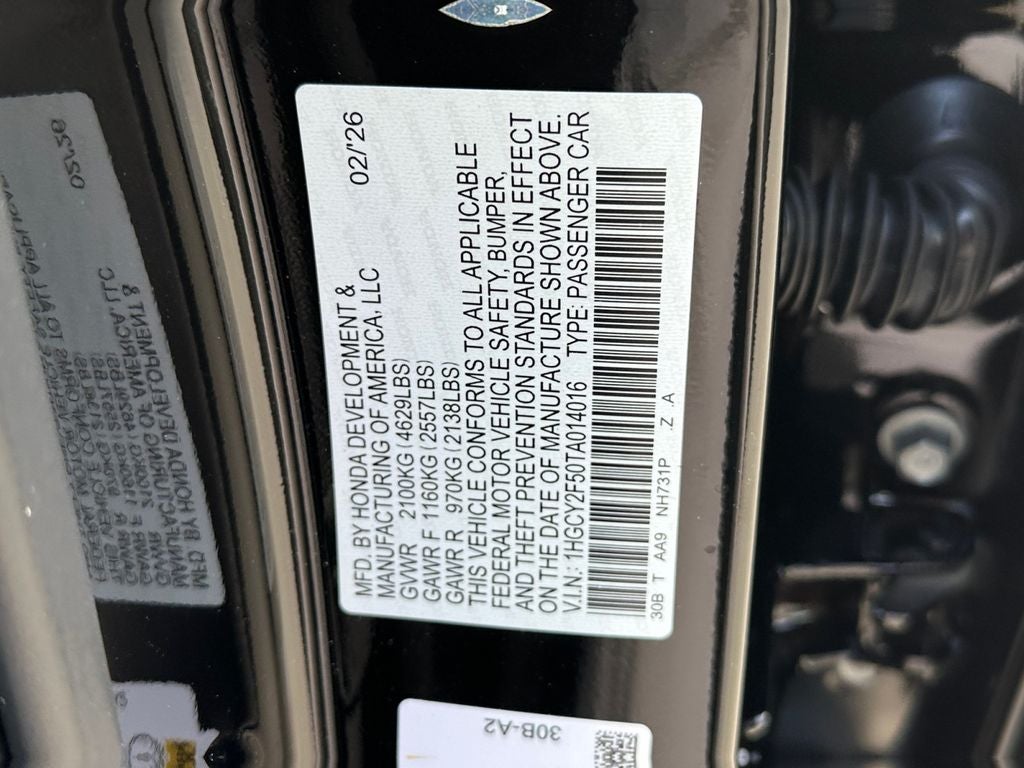 02/'26
MFD. BY HONDA DEVELOPMENT &
MANUFACTURING OF AMERICA, LLC
GVWR 2100KG (4629LBS)
GAWR F 1160KG (2557LBS)
GAWR R 970KG (2138LBS)
THIS VEHICLE CONFORMS TO ALL APPLICABLE
FEDERAL MOTOR VEHICLE SAFETY, BUMPER,
AND THEFT PREVENTION STANDARDS IN EFFECT
ON THE DATE OF MANUFACTURE SHOWN ABOVE.
V.I.N.: 1HGCY2F50TA014016 TYPE: PASSENGER CAR
30B T AA9 NH731P Z A
30B-A2